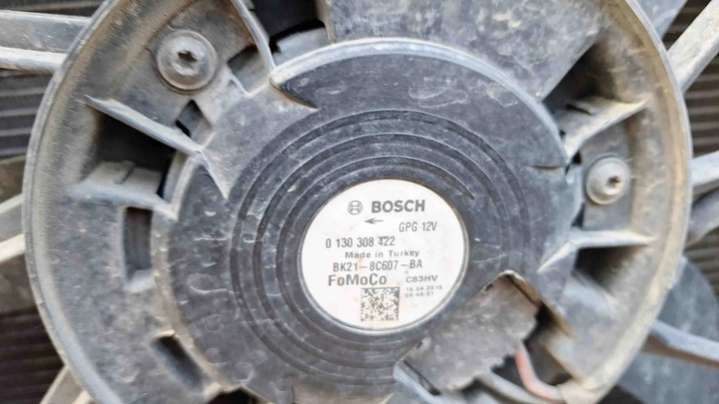 BOSCH
GPG 12V
0 130 308 422
Made in Turkey
BK21-8C607-BA
FoMoCo C83HV